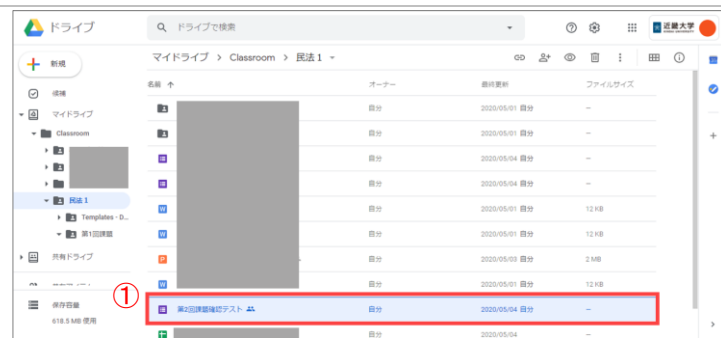 ドライブ
ドライブで検索
近畿大学
新規
マイドライブ > Classroom > 民法 1
名前 ↑ オーナー 最終更新 ファイルサイズ
候補
マイドライブ
Classroom
民法 1
Templates - D...
第1回課題
共有ドライブ
保存容量
618.5 MB 使用
自分 2020/05/01 自分 –
自分 2020/05/01 自分 –
自分 2020/05/04 自分 –
自分 2020/05/04 自分 –
W 自分 2020/05/01 自分 12 KB
W 自分 2020/05/01 自分 12 KB
P 自分 2020/05/03 自分 2 MB
W 自分 2020/05/01 自分 12 KB
① 第2回課題確認テスト 自分 2020/05/04 自分 –
自分 2020/05/04